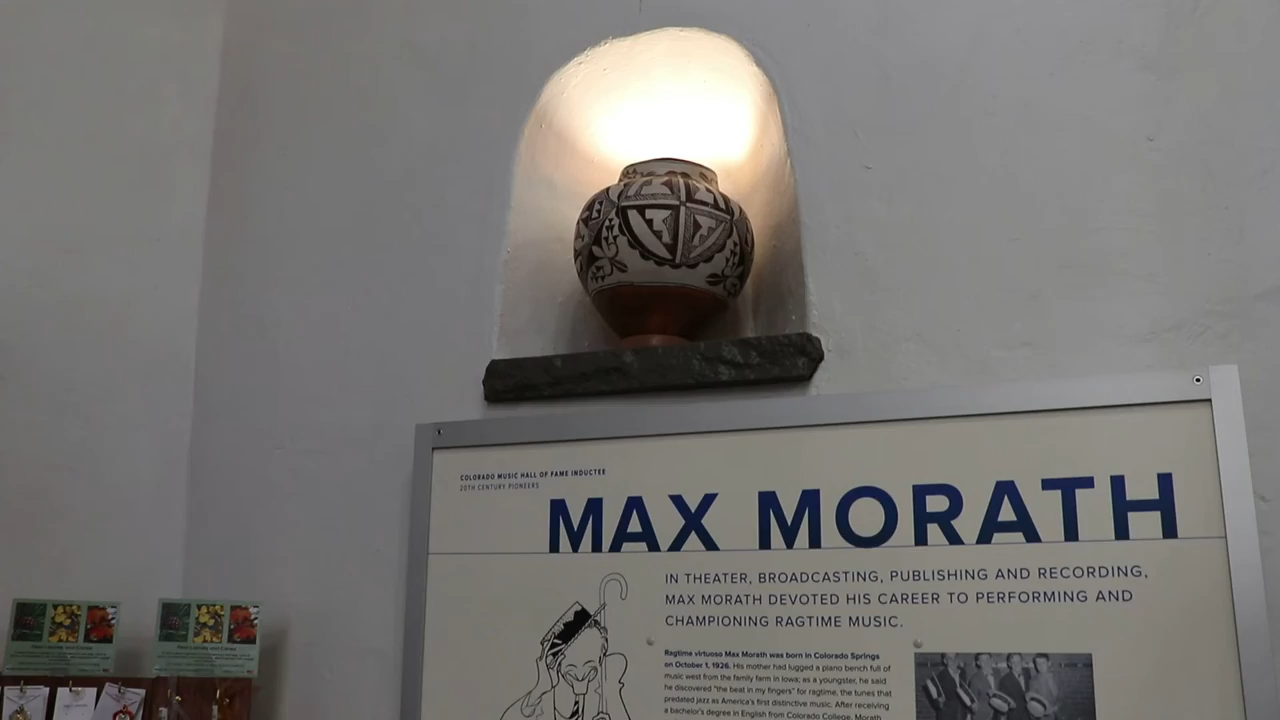 COLORADO MUSIC HALL OF FAME INDUCTEE
20TH CENTURY PIONEERS
MAX MORATH
IN THEATER, BROADCASTING, PUBLISHING AND RECORDING,
MAX MORATH DEVOTED HIS CAREER TO PERFORMING AND
CHAMPIONING RAGTIME MUSIC.
Ragtime virtuoso Max Morath was born in Colorado Springs
on October 1, 1926. His mother had lugged a piano bench full of
music west from the family farm in Iowa; as a youngster, he said
he discovered "the beat in my fingers" for ragtime, the tunes that
predated jazz as America's first distinctive music. After receiving
a bachelor's degree in English from Colorado College, Morath